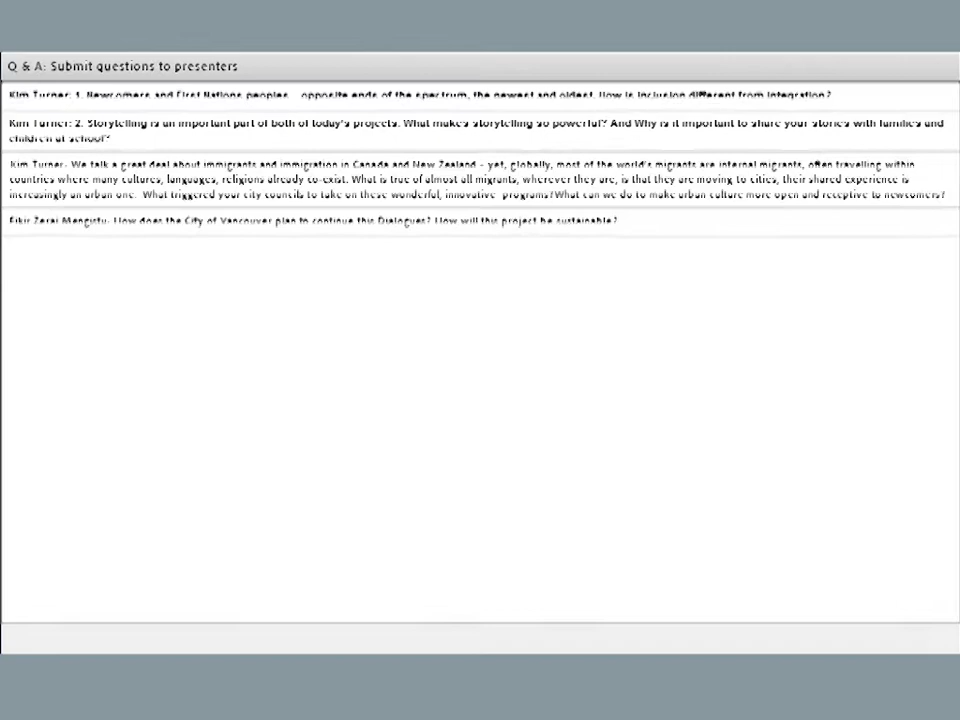 Q & A: Submit questions to presenters
Kim Turner: 1. Newcomers and First Nations peoples - opposite ends of the spectrum, the newest and oldest. How is inclusion different from integration?
Kim Turner: 2. Storytelling is an important part of both of today's projects. What makes storytelling so powerful? And Why is it important to share your stories with families and
children at school?
Kim Turner: We talk a great deal about immigrants and immigration in Canada and New Zealand - yet, globally, most of the world's migrants are internal migrants, often travelling within
countries where many cultures, languages, religions already co-exist. What is true of almost all migrants, wherever they are, is that they are moving to cities, their shared experience is
increasingly an urban one. What triggered your city councils to take on these wonderful, innovative programs?What can we do to make urban culture more open and receptive to newcomers?
Fikir Zerai Mengistu: How does the City of Vancouver plan to continue this Dialogues? How will this project be sustainable?